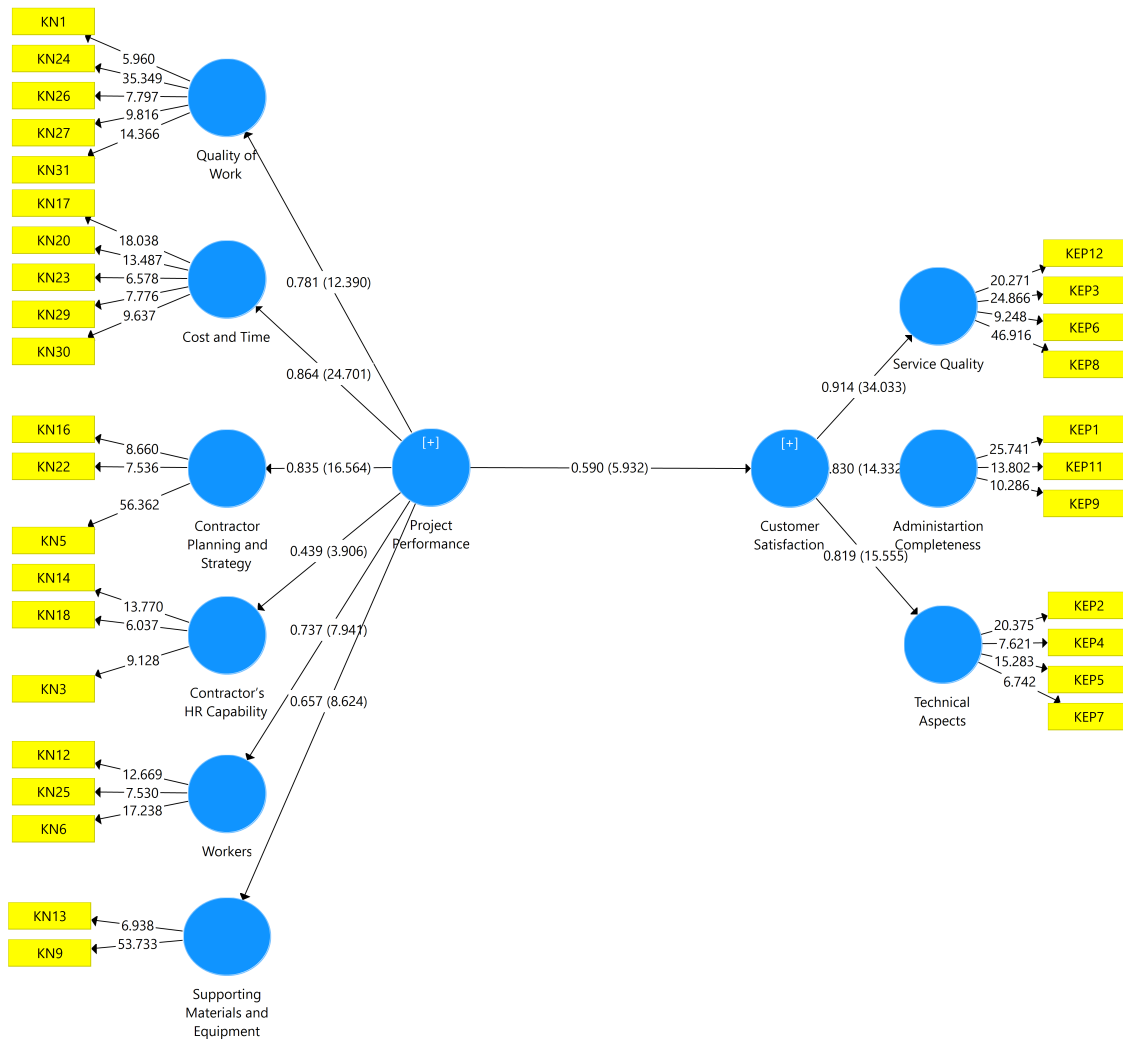 KN1
KN24
KN26
KN27
KN31
5.960
35.349
7.797
9.816
14.366
Quality of
Work
KN17
KN20
KN23
KN29
KN30
18.038
13.487
6.578
7.776
9.637
Cost and Time
KN16
KN22
KN5
8.660
7.536
56.362
Contractor
Planning and
Strategy
KN14
KN18
KN3
13.770
6.037
9.128
Contractor’s
HR Capability
KN12
KN25
KN6
12.669
7.530
17.238
Workers
KN13
KN9
6.938
53.733
Supporting
Materials and
Equipment
0.781 (12.390)
0.864 (24.701)
0.835 (16.564)
0.439 (3.906)
0.737 (7.941)
0.657 (8.624)
[+]
Project
Performance
0.590 (5.932)
[+]
Customer
Satisfaction
0.914 (34.033)
.830 (14.332
0.819 (15.555)
Service Quality
20.271
24.866
9.248
46.916
KEP12
KEP3
KEP6
KEP8
Administartion
Completeness
25.741
13.802
10.286
KEP1
KEP11
KEP9
Technical
Aspects
20.375
7.621
15.283
6.742
KEP2
KEP4
KEP5
KEP7